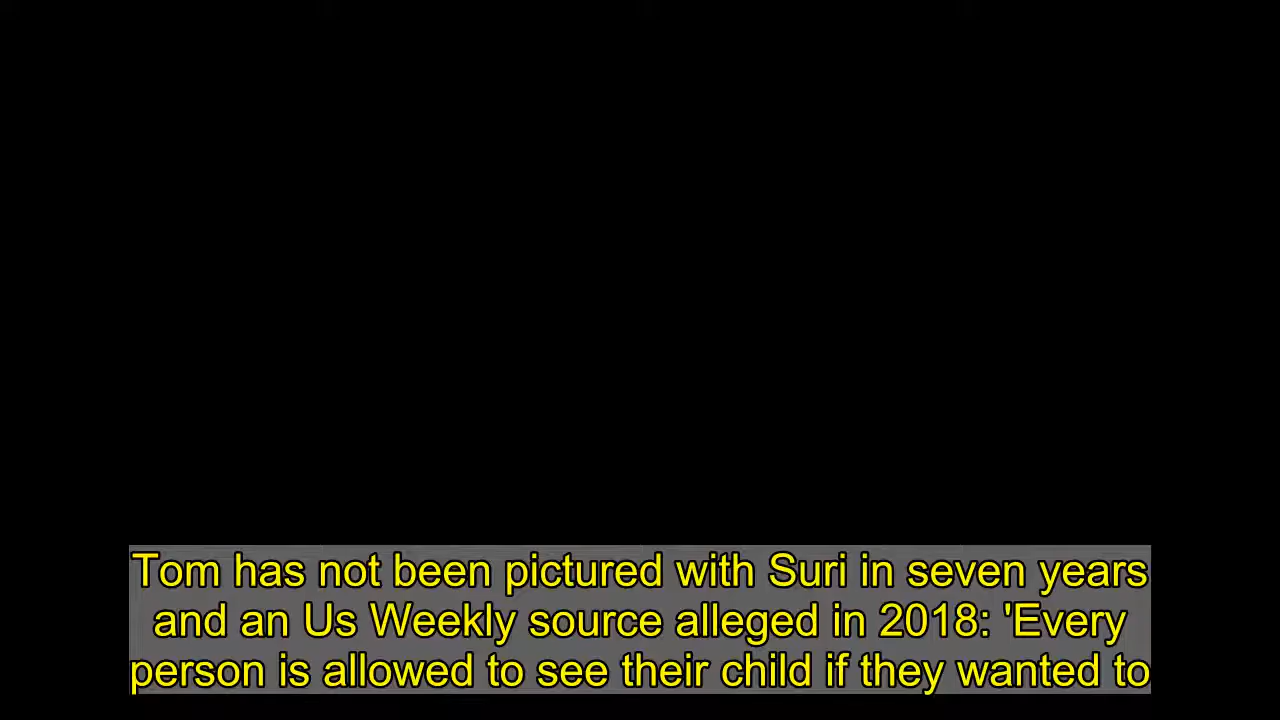 Tom has not been pictured with Suri in seven years
and an Us Weekly source alleged in 2018: 'Every
person is allowed to see their child if they wanted to